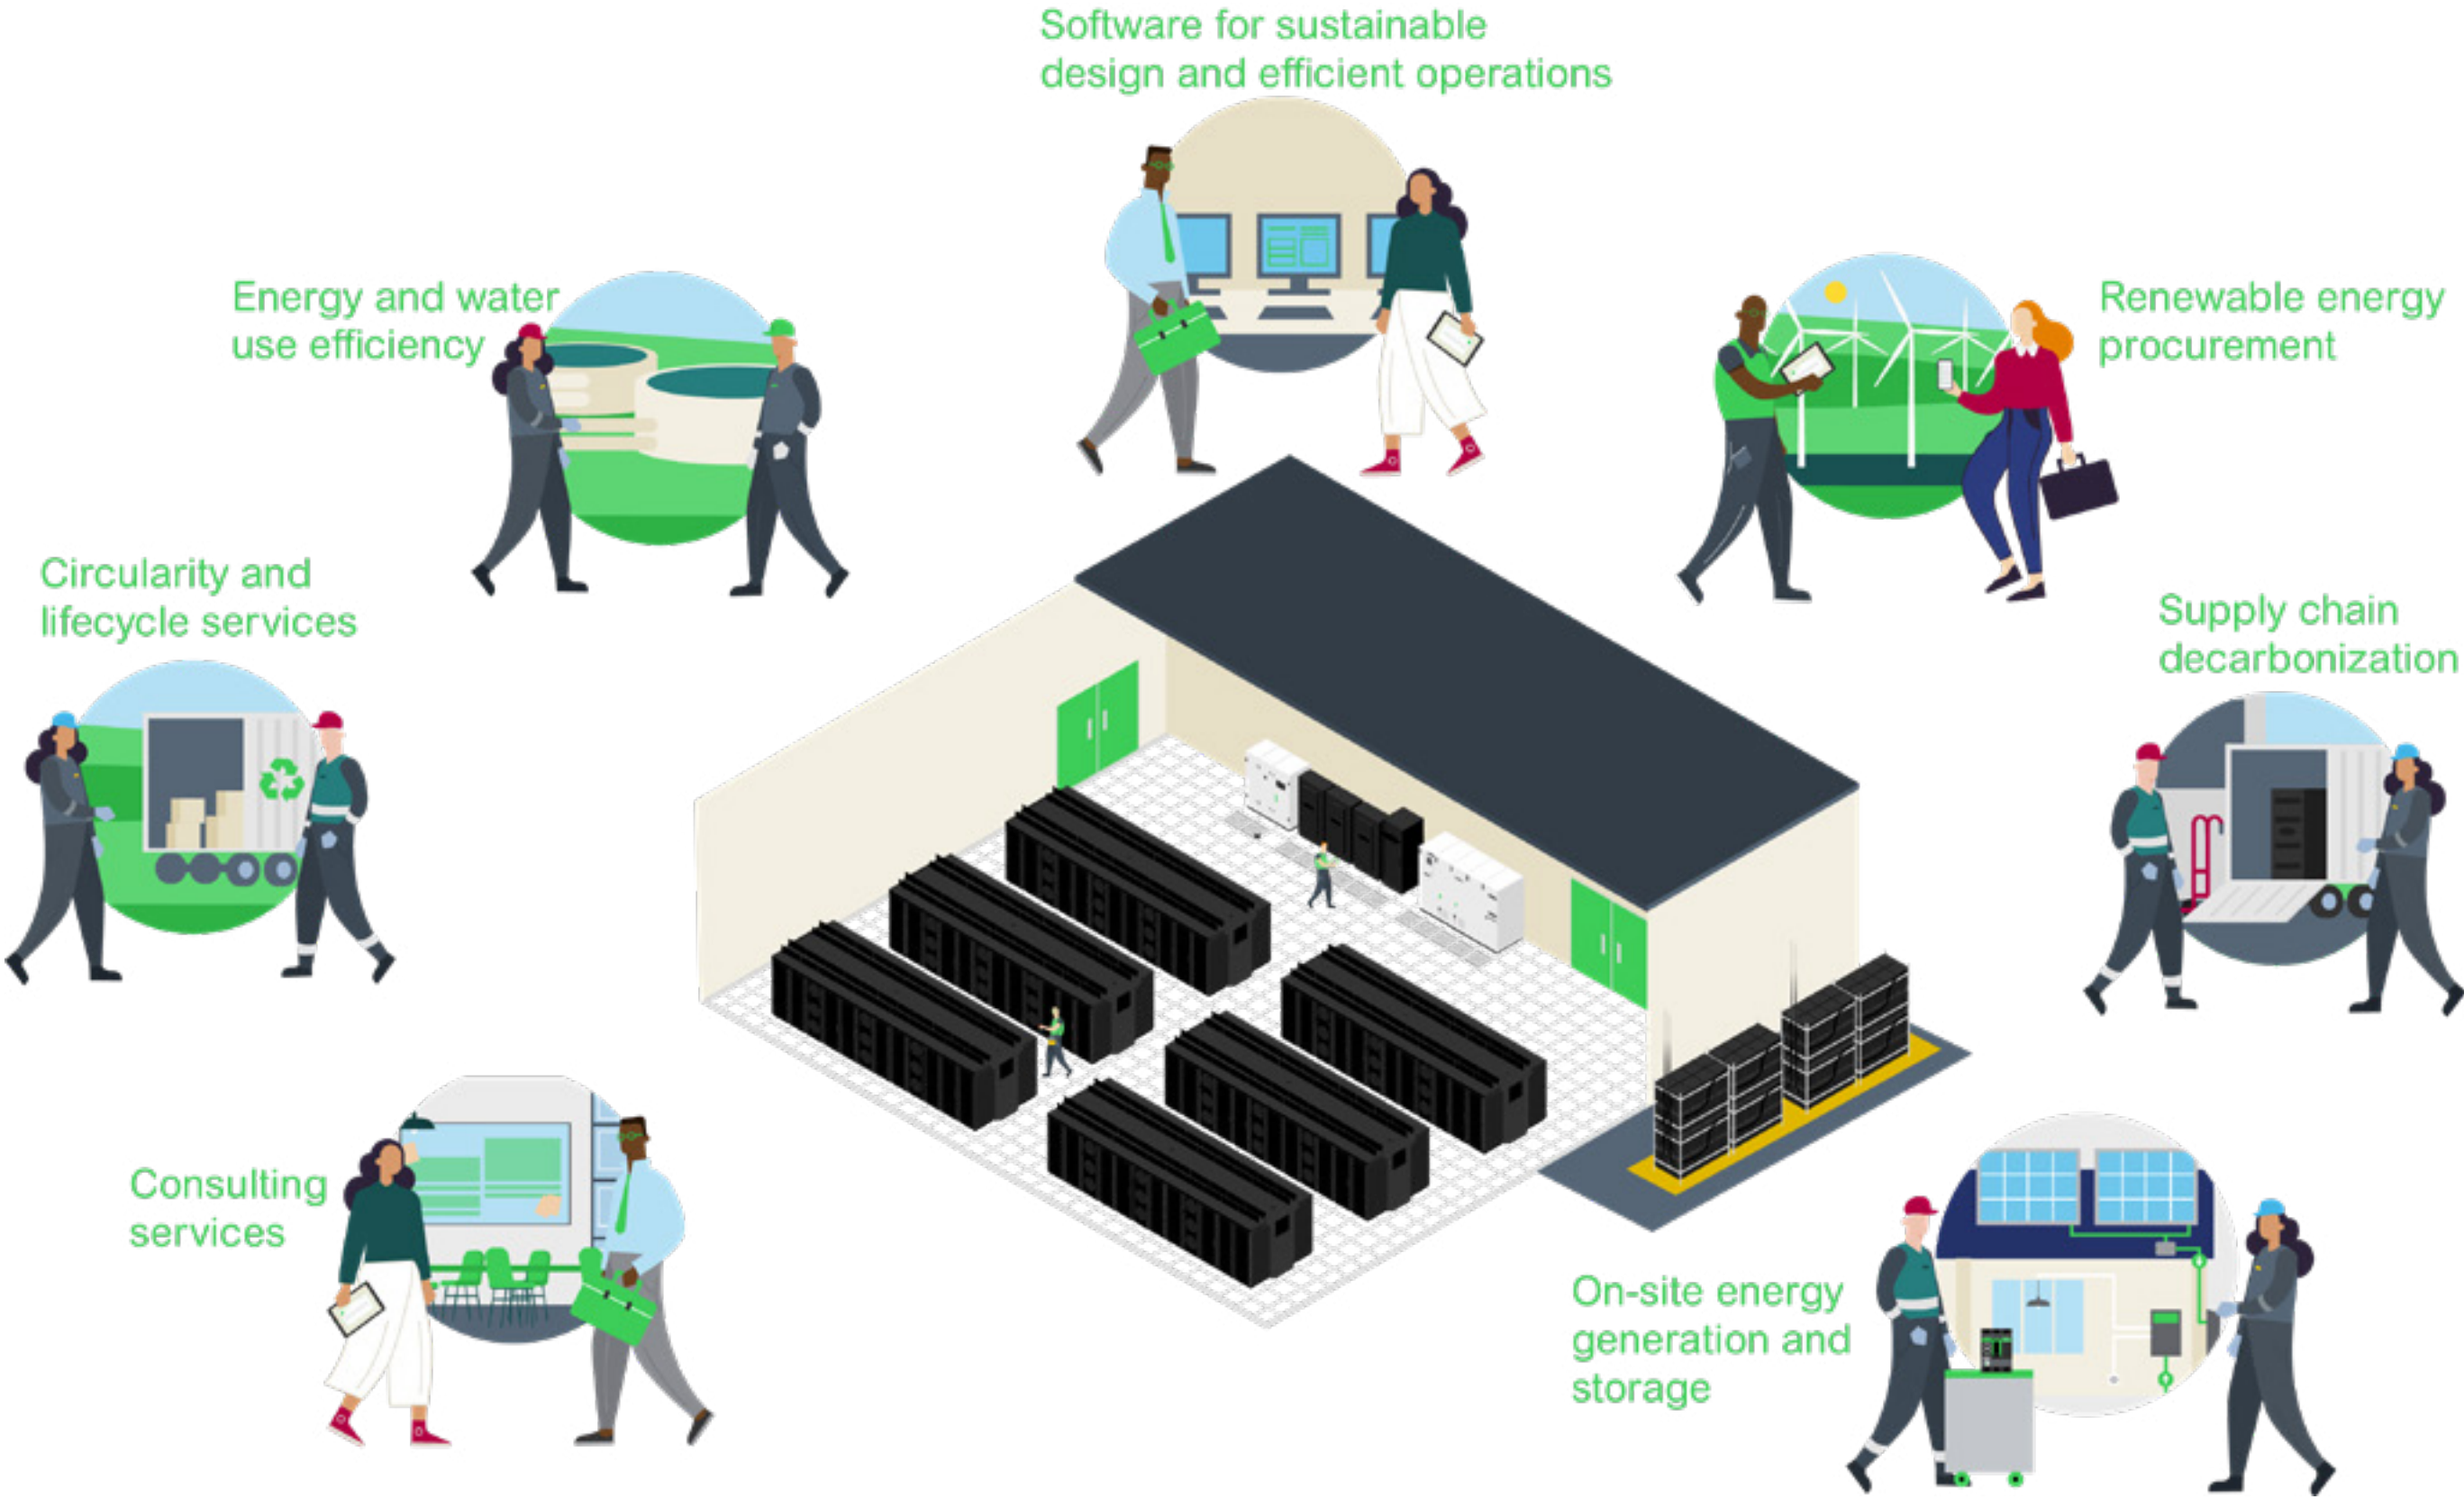 Software for sustainable
design and efficient operations
Energy and water
use efficiency
Renewable energy
procurement
Circularity and
lifecycle services
Supply chain
decarbonization
Consulting
services
On-site energy
generation and
storage